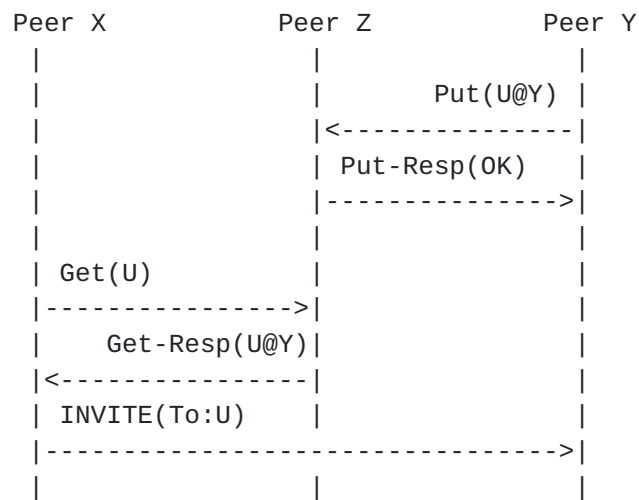 Peer X Peer Z Peer Y
Put(U@Y)
Put-Resp(OK)
Get(U)
Get-Resp(U@Y)
INVITE(To:U)